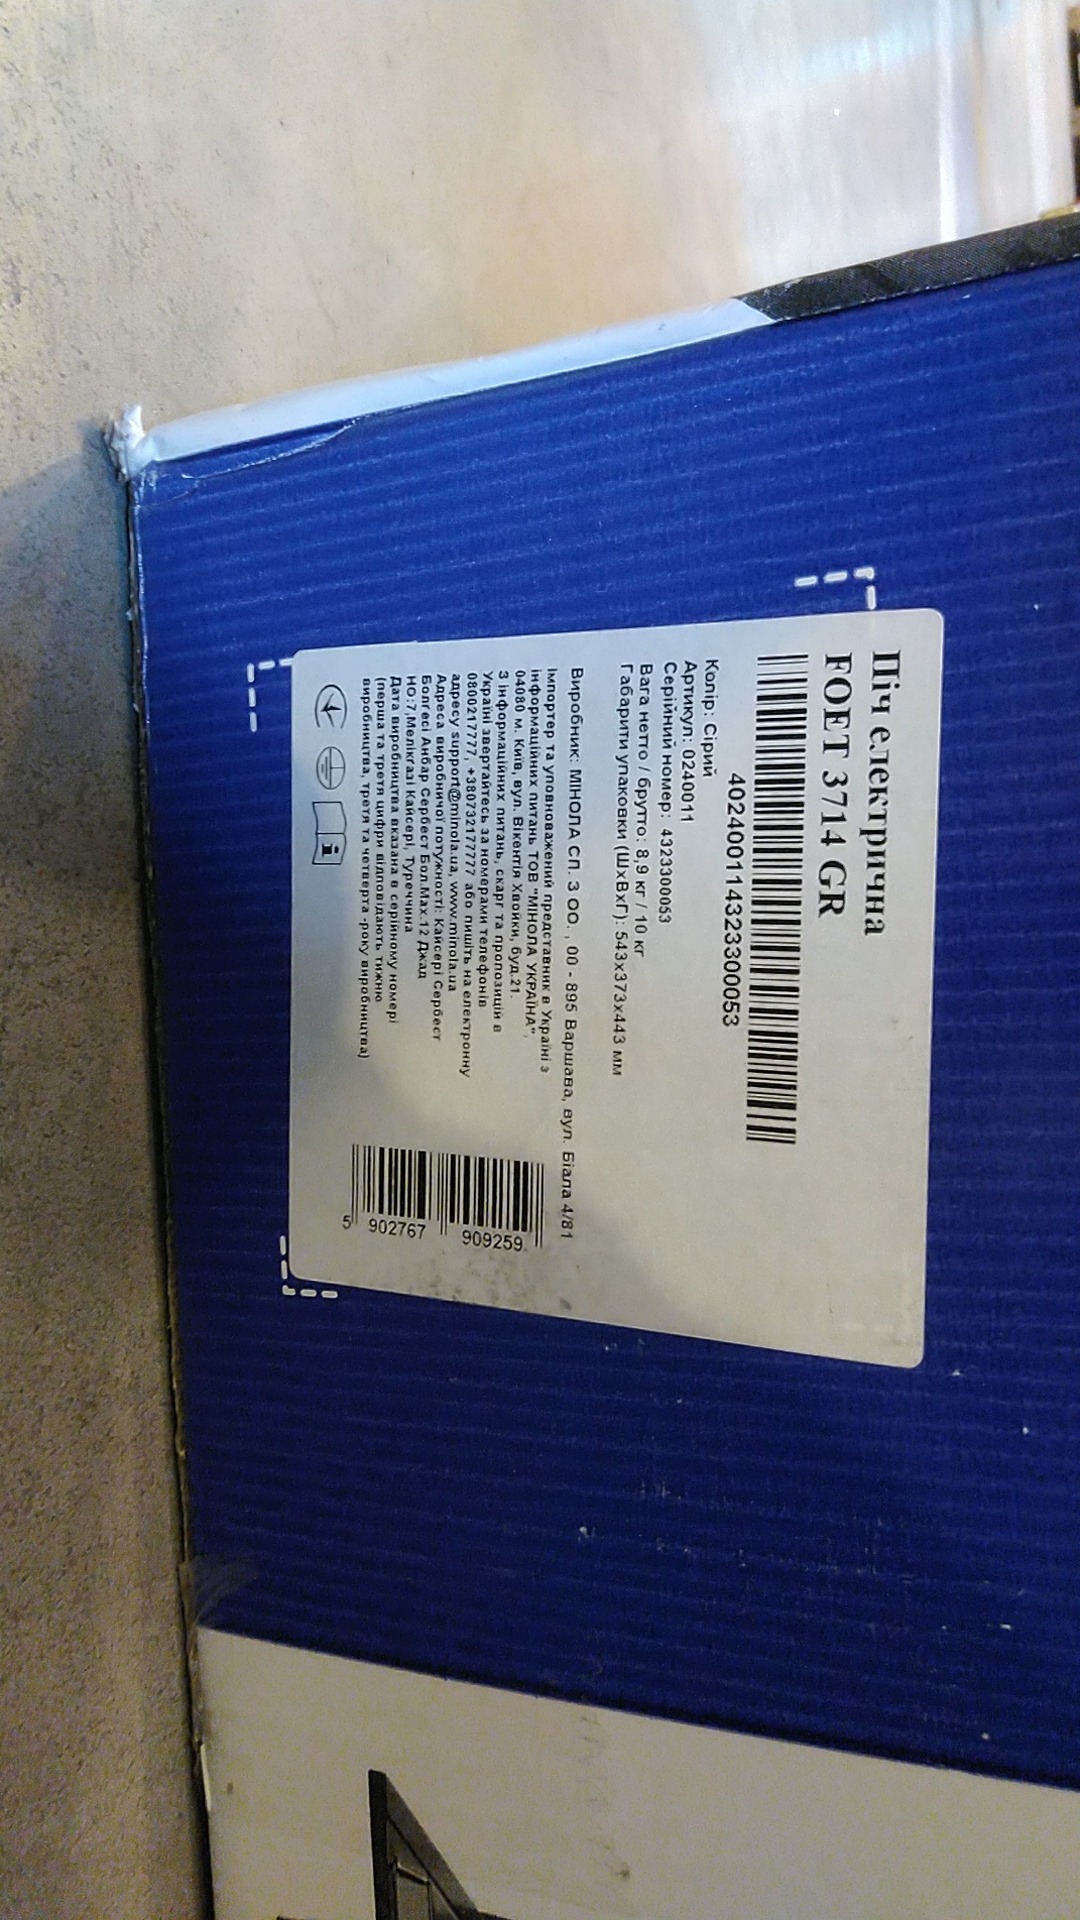 Піч електрична
FOET 3714 GR
4024001143233​00053
Колір: Сірий
Артикул: 0240011
Серійний номер: 4323300053
Вага нетто / брутто: 8,9 кг / 10 кг
Габарити упаковки (ШхВхГ): 543х373х443 мм
Виробник: МІНОЛА СП. З ОО., 00 - 895 Варшава, вул. Біала 4/81
Імпортер та уповноважений представник в Україні з
інформаційних питань ТОВ "МІНОЛА УКРАЇНА",
04080 м. Київ, вул. Вікентія Хвойки, буд.21.
З інформаційних питань, скарг та пропозицій в
Україні звертайтесь за номерами телефонів
0800217777, +380732177777 або пишіть на електронну
адресу support@minola.ua, www.minola.ua
Адреса виробничої потужності: Кайсері Сербест
Болгесі Анбар Сербест Бол.Мах.12 Джад
НО:7,Мелікгазі Кайсері, Туреччина
Дата виробництва вказана в серійному номері
(перша та третя цифри відповідають тижню
виробництва, третя та четверта -року виробництва)
5 902767 909259